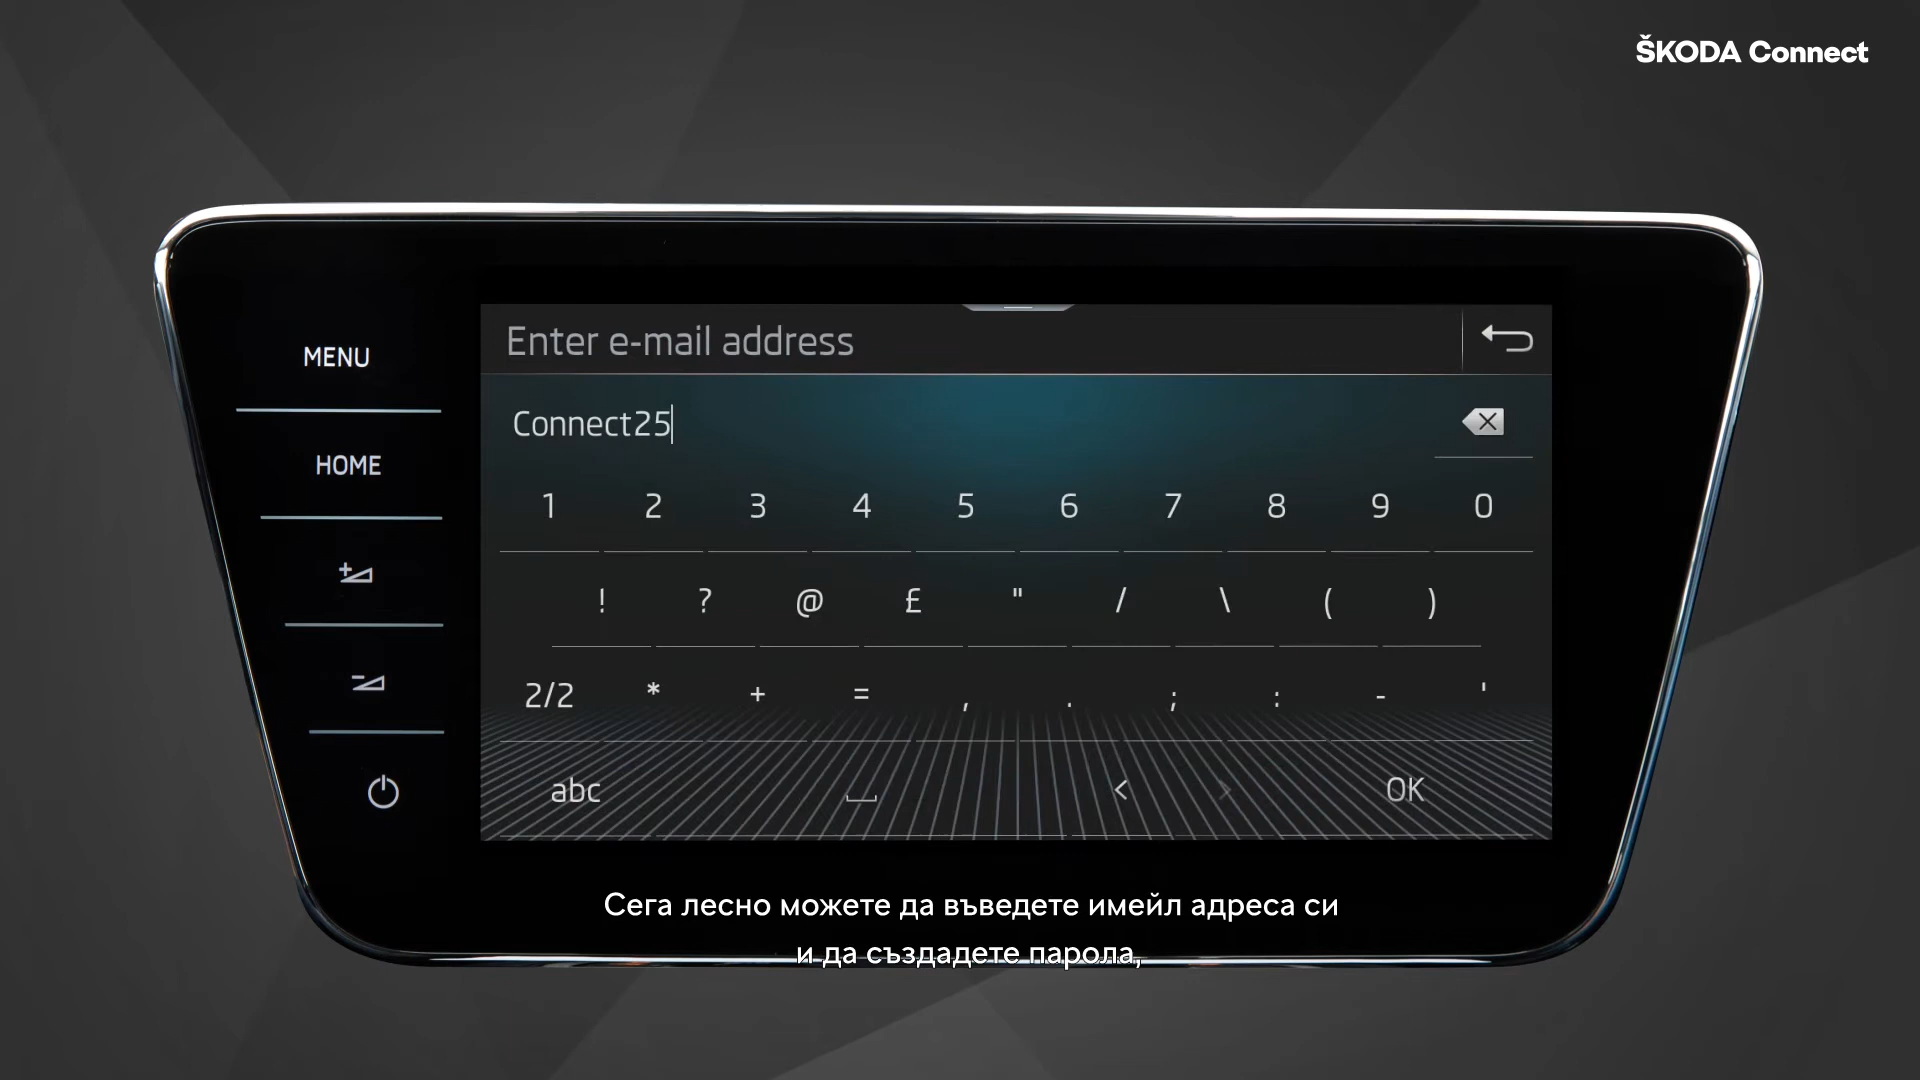 ŠKODA Connect
MENU
HOME
Enter e-mail address
Connect25
1 2 3 4 5 6 7 8 9 0
! ? @ £ " / \ ( )
2/2 * + = , . ; : - '
abc < > OK
Сега лесно можете да въведете имейл адреса си
и да създадете парола,